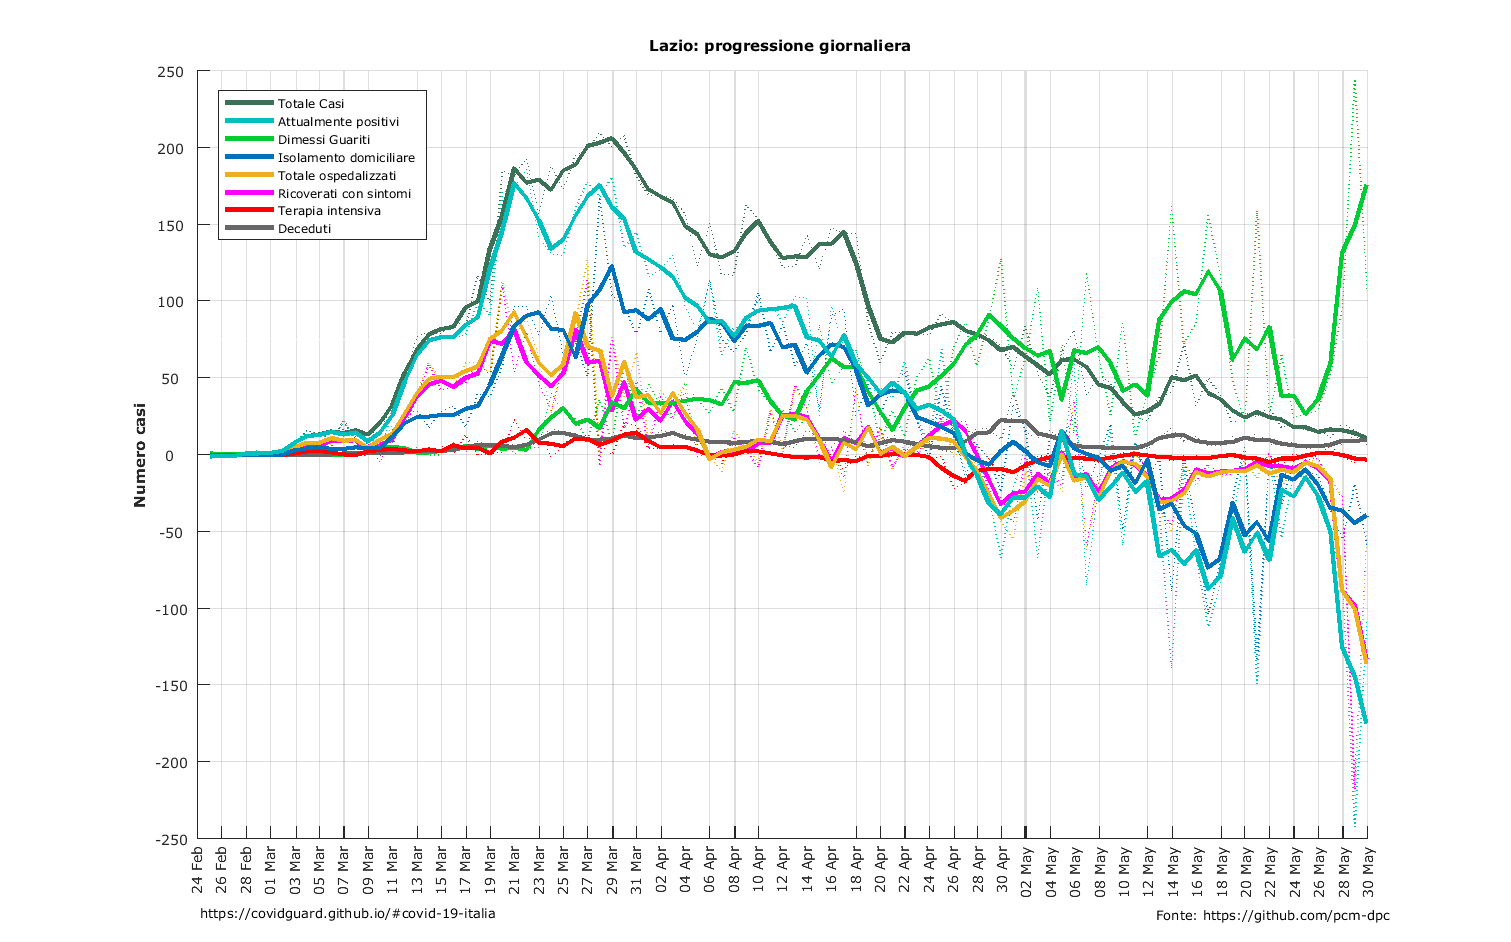 Lazio: progressione giornaliera
250
200
150
100
50
0
-50
-100
-150
-200
-250
Numero casi
Totale Casi
Attualmente positivi
Dimessi Guariti
Isolamento domiciliare
Totale ospedalizzati
Ricoverati con sintomi
Terapia intensiva
Deceduti
24 Feb
26 Feb
28 Feb
01 Mar
03 Mar
05 Mar
07 Mar
09 Mar
11 Mar
13 Mar
15 Mar
17 Mar
19 Mar
21 Mar
23 Mar
25 Mar
27 Mar
29 Mar
31 Mar
02 Apr
04 Apr
06 Apr
08 Apr
10 Apr
12 Apr
14 Apr
16 Apr
18 Apr
20 Apr
22 Apr
24 Apr
26 Apr
28 Apr
30 Apr
02 May
04 May
06 May
08 May
10 May
12 May
14 May
16 May
18 May
20 May
22 May
24 May
26 May
28 May
30 May
https://covidguard.github.io/#covid-19-italia
Fonte: https://github.com/pcm-dpc